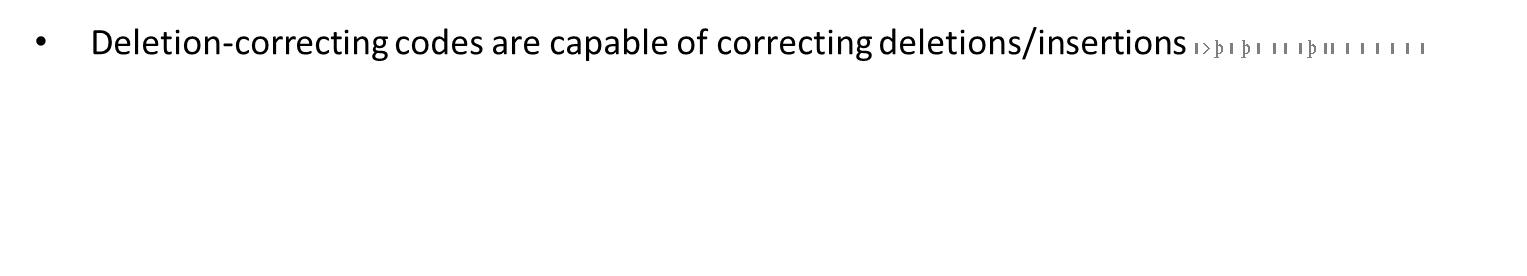 • Deletion-correcting codes are capable of correcting deletions/insertions